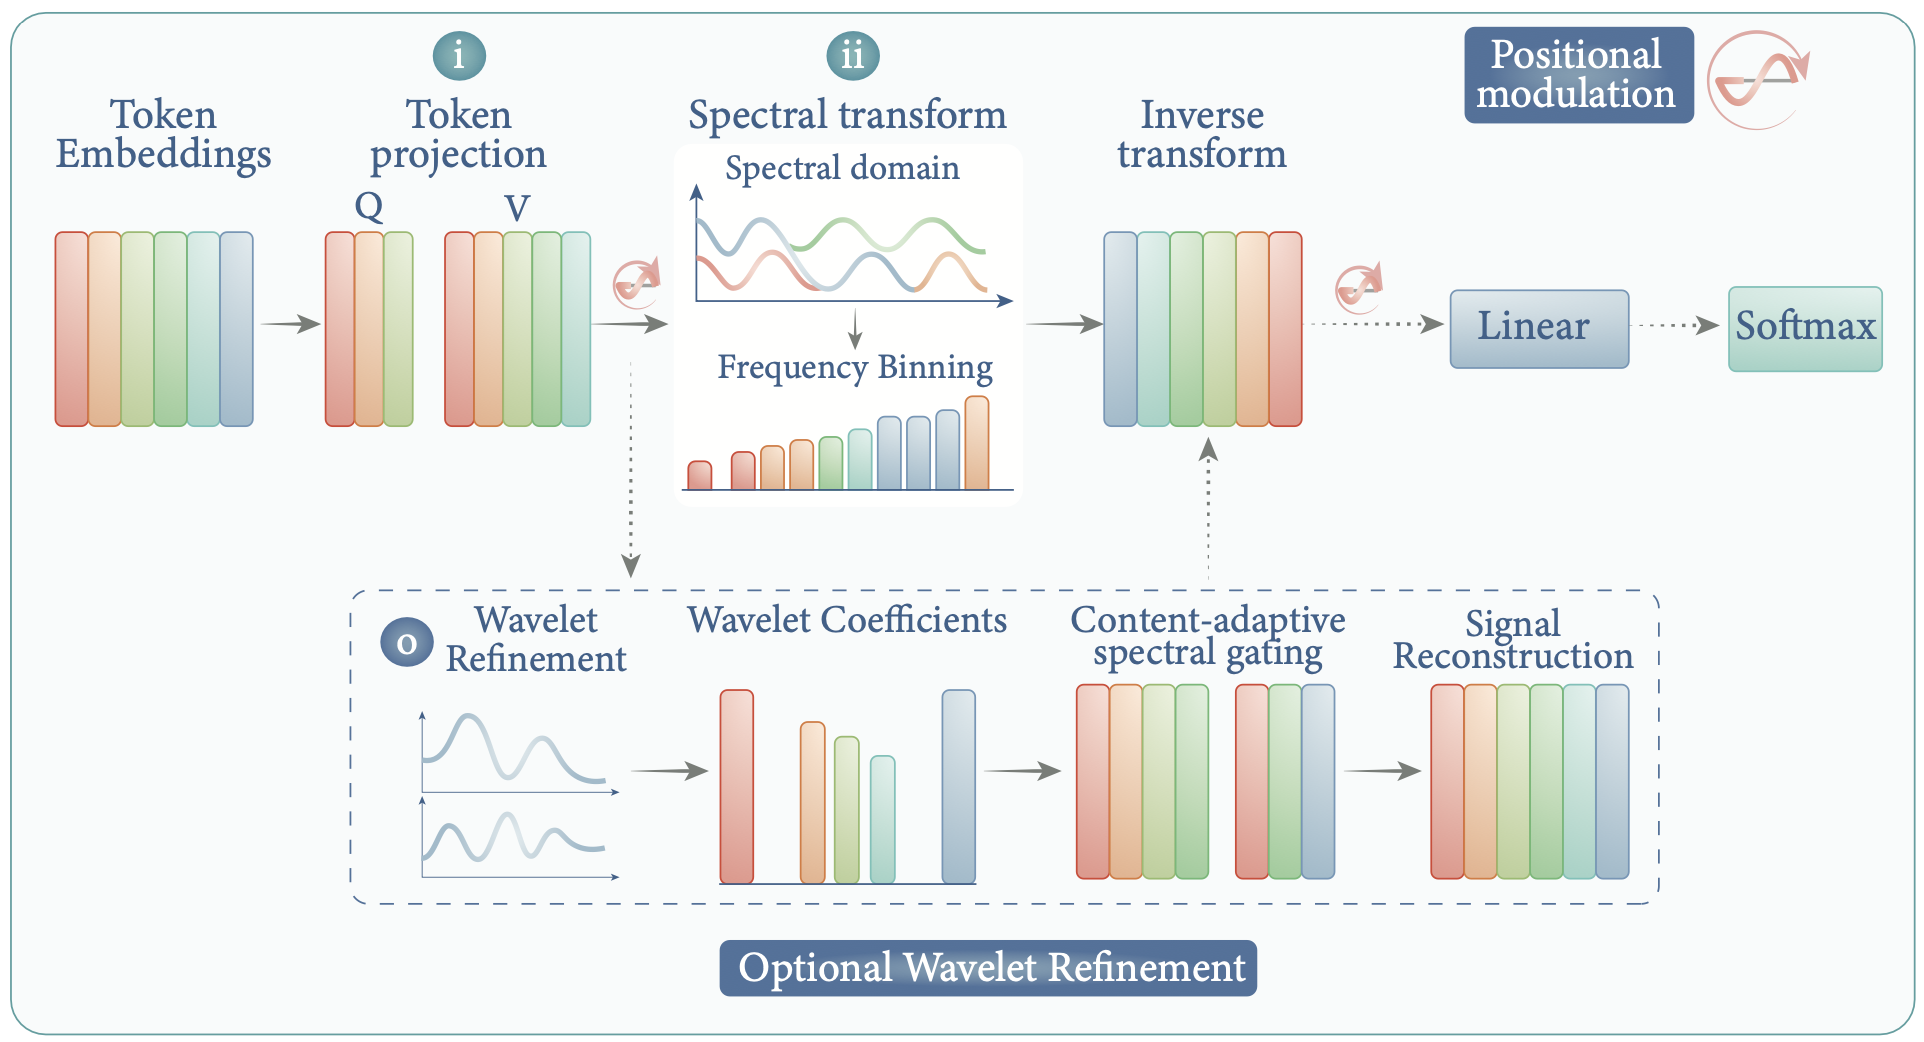 i
ii
Positional
modulation
Token
Embeddings
Token
projection
Q
V
Spectral transform
Spectral domain
Frequency Binning
Inverse
transform
Linear
Softmax
o
Wavelet
Refinement
Wavelet Coefficients
Content-adaptive
spectral gating
Signal
Reconstruction
Optional Wavelet Refinement